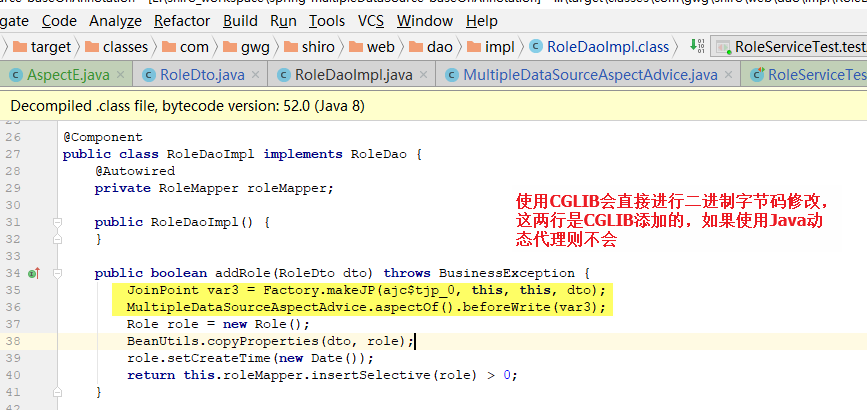 gate Code Analyze Refactor Build Run Tools VCS Window Help
target classes com gwg shiro web dao impl RoleDaoImpl.class RoleServiceTest.test
AspectE.java RoleDto.java RoleDaoImpl.java MultipleDataSourceAspectAdvice.java RoleServiceTes
Decompiled .class file, bytecode version: 52.0 (Java 8)
26 @Component
27 public class RoleDaoImpl implements RoleDao {
28 @Autowired
29 private RoleMapper roleMapper;
30
31 public RoleDaoImpl() {
32 }
33
34 public boolean addRole(RoleDto dto) throws BusinessException {
35 JoinPoint var3 = Factory.makeJP(ajc$tjp_0, this, this, dto);
36 MultipleDataSourceAspectAdvice.aspectOf().beforeWrite(var3);
37 Role role = new Role();
38 BeanUtils.copyProperties(dto, role);
39 role.setCreateTime(new Date());
40 return this.roleMapper.insertSelective(role) > 0;
41 }
使用CGLIB会直接进行二进制字节码修改，
这两行是CGLIB添加的，如果使用Java动
态代理则不会